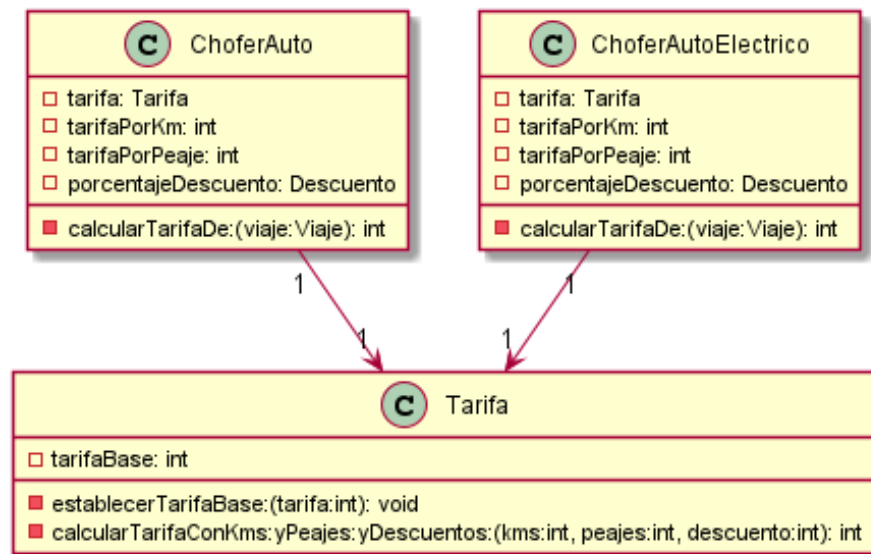 C ChoferAuto
tarifa: Tarifa
tarifaPorKm: int
tarifaPorPeaje: int
porcentajeDescuento: Descuento
calcularTarifaDe:(viaje:Viaje): int
C ChoferAutoElectrico
tarifa: Tarifa
tarifaPorKm: int
tarifaPorPeaje: int
porcentajeDescuento: Descuento
calcularTarifaDe:(viaje:Viaje): int
1
1
1
1
C Tarifa
tarifaBase: int
establecerTarifaBase:(tarifa:int): void
calcularTarifaConKms:yPeajes:yDescuentos:(kms:int, peajes:int, descuento:int): int